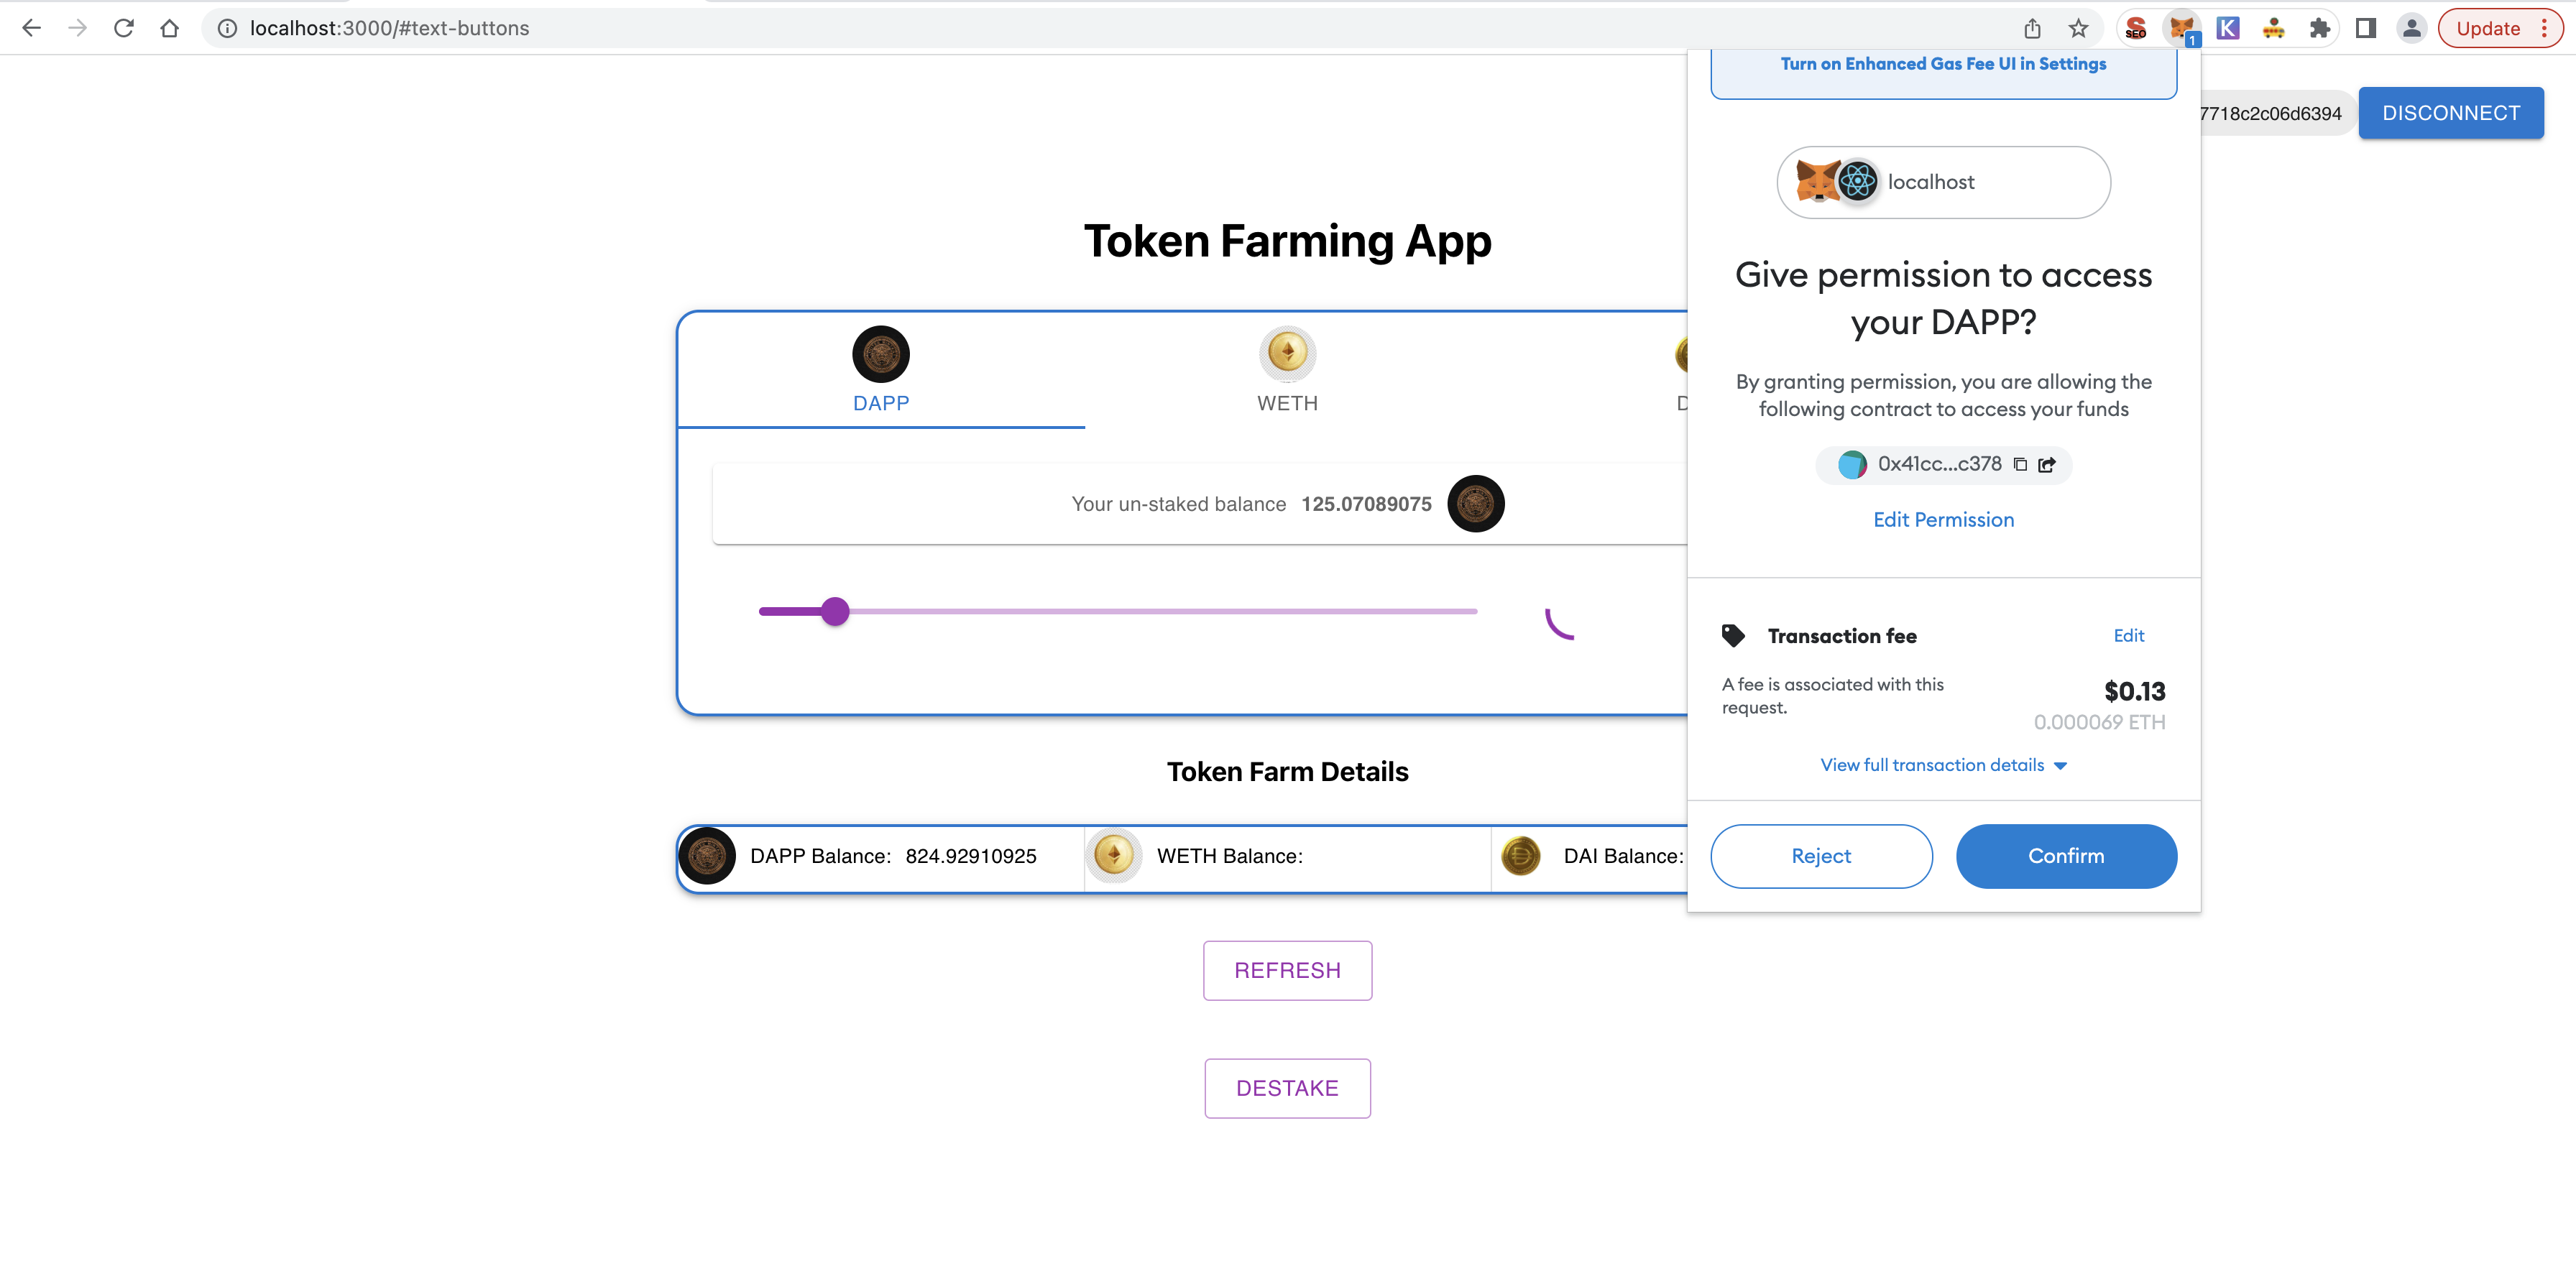 localhost:3000/#text-buttons
SEO
1
K
Update
Turn on Enhanced Gas Fee UI in Settings
7718c2c06d6394
DISCONNECT
localhost
Token Farming App
Give permission to access
your DAPP?
By granting permission, you are allowing the
following contract to access your funds
DAPP
WETH
D
0x41cc...c378
Your un-staked balance 125.07089075
Edit Permission
Transaction fee
Edit
A fee is associated with this
request.
$0.13
0.000069 ETH
View full transaction details
Token Farm Details
DAPP Balance: 824.92910925
WETH Balance:
DAI Balance:
Reject
Confirm
REFRESH
DESTAKE